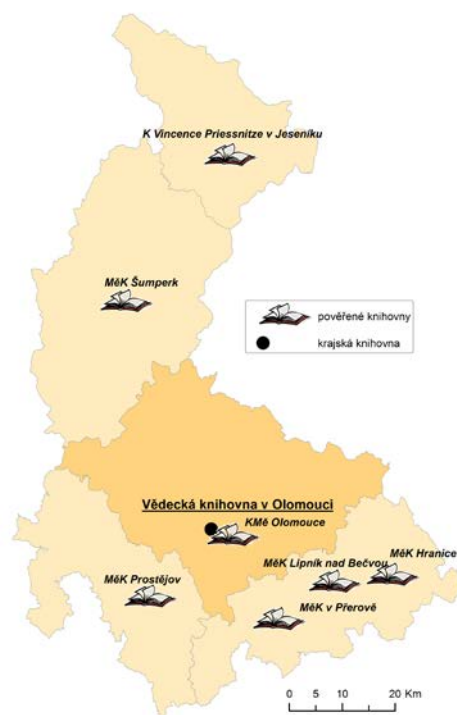 K Vincence Priessnitze v Jeseníku
MěK Šumperk
pověřené knihovny
krajská knihovna
Vědecká knihovna v Olomouci
KMě Olomouce
MěK Hranice
MěK Lipník nad Bečvou
MěK Prostějov
MěK v Přerově
0 5 10 20 Km